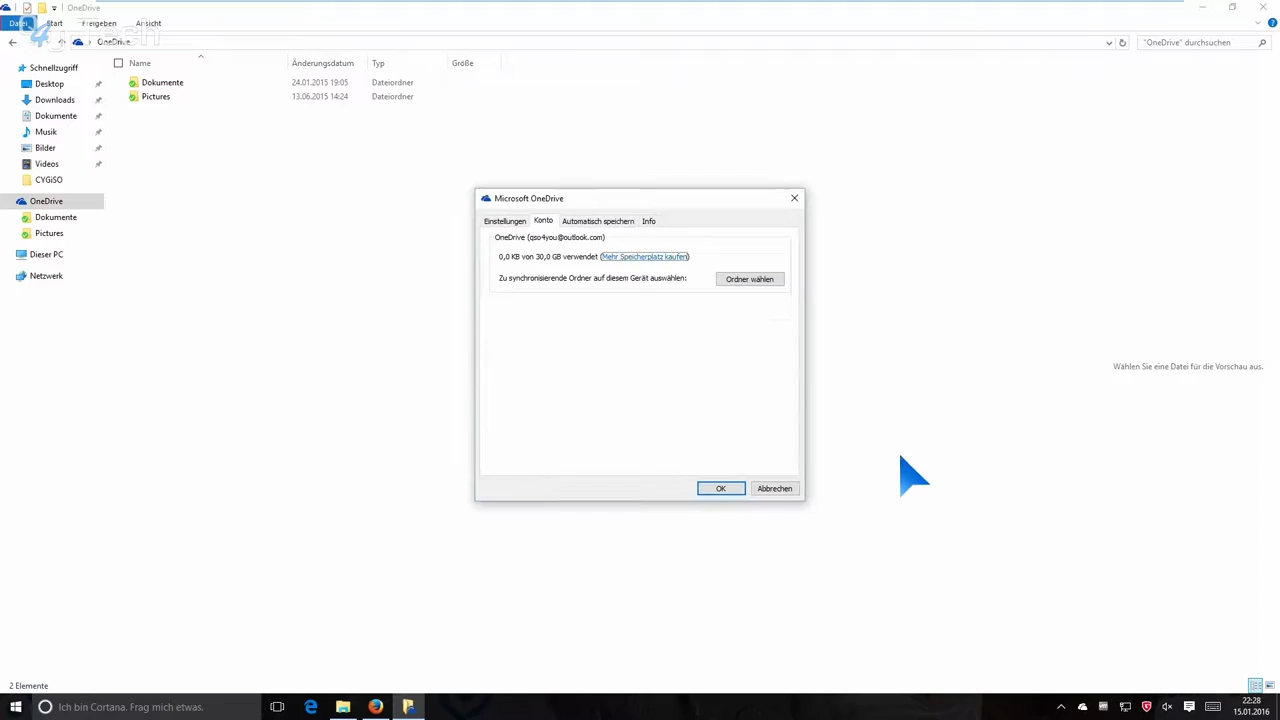 OneDrive
Datei Start Freigeben Ansicht
OneDrive "OneDrive" durchsuchen
Schnellzugriff
Desktop
Downloads
Dokumente
Musik
Bilder
Videos
CYGiSO
OneDrive
Dokumente
Pictures
Dieser PC
Netzwerk
Name Änderungsdatum Typ Größe
Dokumente 24.01.2015 19:05 Dateiordner
Pictures 13.06.2015 14:24 Dateiordner
Microsoft OneDrive
Einstellungen Konto Automatisch speichern Info
OneDrive (qso4you@outlook.com)
0,0 KB von 30,0 GB verwendet (Mehr Speicherplatz kaufen)
Zu synchronisierende Ordner auf diesem Gerät auswählen: Ordner wählen
OK Abbrechen
Wählen Sie eine Datei für die Vorschau aus.
2 Elemente
Ich bin Cortana. Frag mich etwas.
22:28
15.01.2016